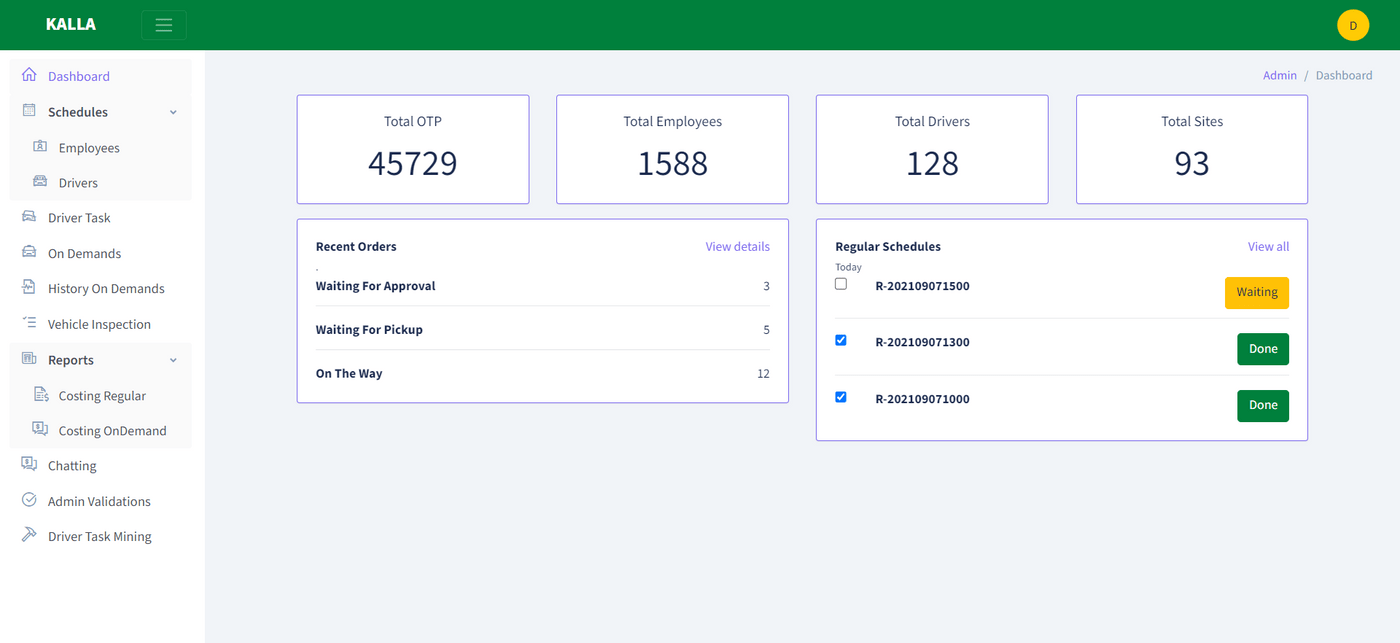 KALLA
D
Admin / Dashboard
Dashboard
Schedules
Employees
Drivers
Driver Task
On Demands
History On Demands
Vehicle Inspection
Reports
Costing Regular
Costing OnDemand
Chatting
Admin Validations
Driver Task Mining
Total OTP
45729
Total Employees
1588
Total Drivers
128
Total Sites
93
Recent Orders View details
.
Waiting For Approval 3
Waiting For Pickup 5
On The Way 12
Regular Schedules View all
Today
R-202109071500 Waiting
R-202109071300 Done
R-202109071000 Done